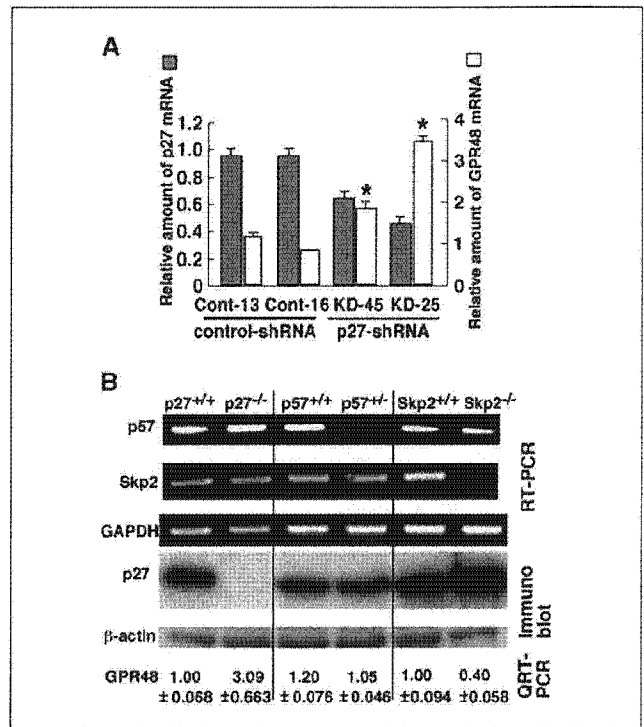 A
Relative amount of p27 mRNA
Relative amount of GPR48 mRNA
1.2
1.0
0.8
0.6
0.4
0.2
0
4
3
2
1
0
*
*
Cont-13 Cont-16 KD-45 KD-25
control-shRNA p27-shRNA
B
p27+/+ p27-/- p57+/+ p57+/- Skp2+/+ Skp2-/-
p57
Skp2
GAPDH
RT-PCR
p27
β-actin
Immuno
blot
GPR48 1.00 3.09 1.20 1.05 1.00 0.40
±0.068 ±0.663 ±0.076 ±0.046 ±0.094 ±0.058
QRT-
PCR